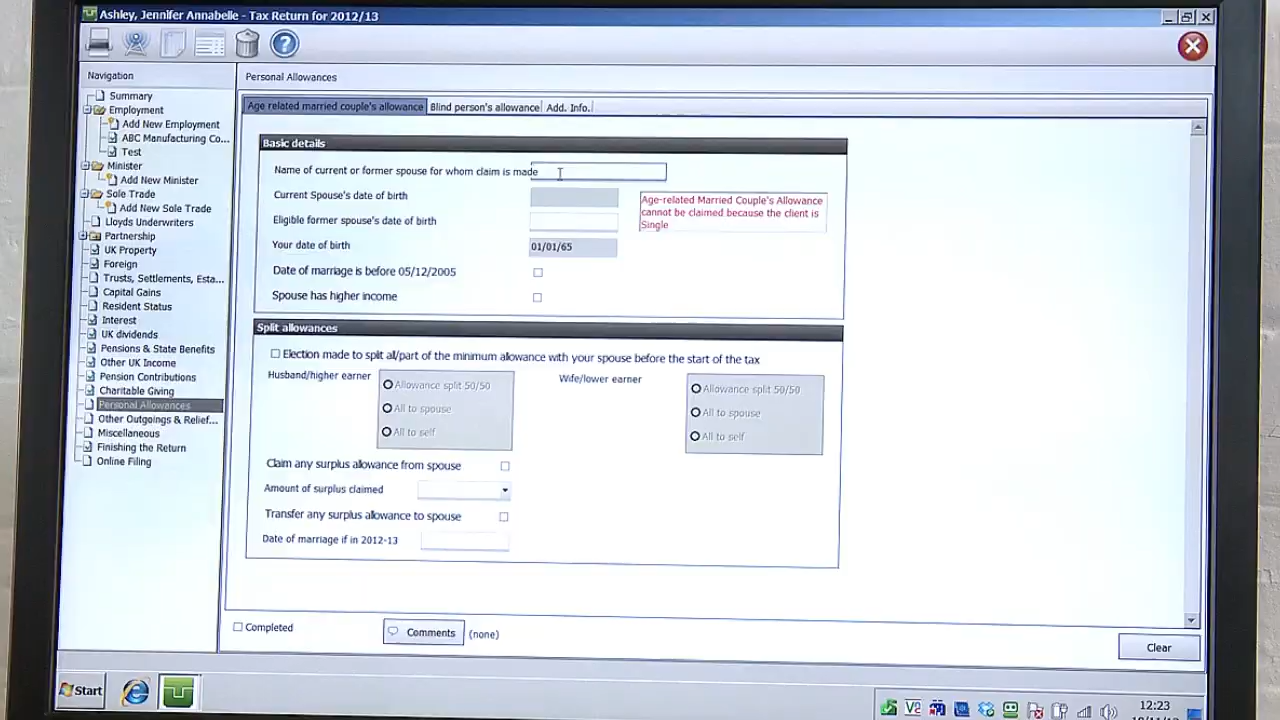 Ashley, Jennifer Annabelle - Tax Return for 2012/13
Navigation
Summary
Employment
Add New Employment
ABC Manufacturing Co...
Test
Minister
Add New Minister
Sole Trade
Add New Sole Trade
Lloyds Underwriters
Partnership
UK Property
Foreign
Trusts, Settlements, Esta...
Capital Gains
Resident Status
Interest
UK dividends
Pensions & State Benefits
Other UK Income
Pension Contributions
Charitable Giving
Personal Allowances
Other Outgoings & Relief...
Miscellaneous
Finishing the Return
Online Filing
Personal Allowances
Age related married couple's allowance Blind person's allowance Add. Info.
Basic details
Name of current or former spouse for whom claim is made
Current Spouse's date of birth
Eligible former spouse's date of birth
Your date of birth 01/01/65
Date of marriage is before 05/12/2005
Spouse has higher income
Age-related Married Couple's Allowance
cannot be claimed because the client is
Single
Split allowances
Election made to split all/part of the minimum allowance with your spouse before the start of the tax
Husband/higher earner
Allowance split 50/50
All to spouse
All to self
Wife/lower earner
Allowance split 50/50
All to spouse
All to self
Claim any surplus allowance from spouse
Amount of surplus claimed
Transfer any surplus allowance to spouse
Date of marriage if in 2012-13
Completed
Comments (none)
Clear
Start
V2
12:23